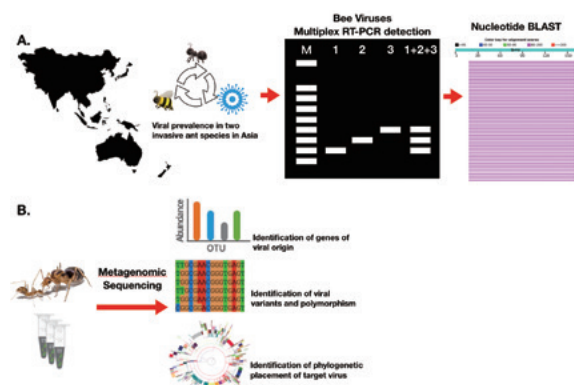 A.
Viral prevalence in two
invasive ant species in Asia
Bee Viruses
Multiplex RT-PCR detection
M 1 2 3 1+2+3
Nucleotide BLAST
B.
Metagenomic
Sequencing
Abundance
OTU
Identification of genes of
viral origin
Identification of viral
variants and polymorphism
Identification of phylogenetic
placement of target virus